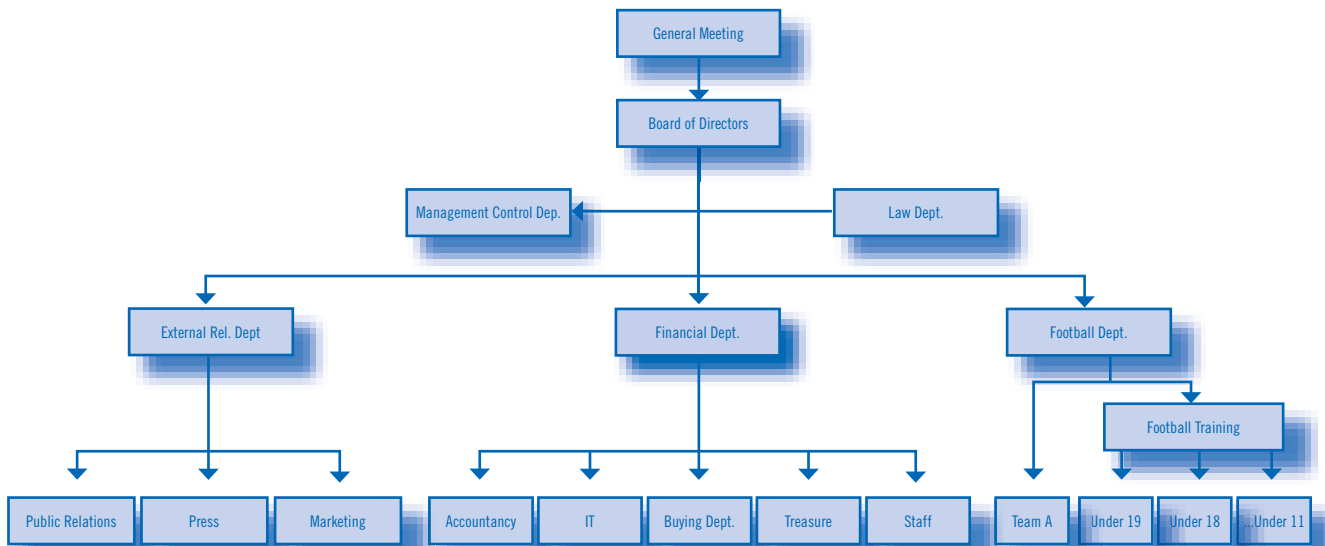 General Meeting
Board of Directors
Management Control Dep.
Law Dept.
External Rel. Dept
Financial Dept.
Football Dept.
Football Training
Public Relations
Press
Marketing
Accountancy
IT
Buying Dept.
Treasure
Staff
Team A
Under 19
Under 18
...Under 11